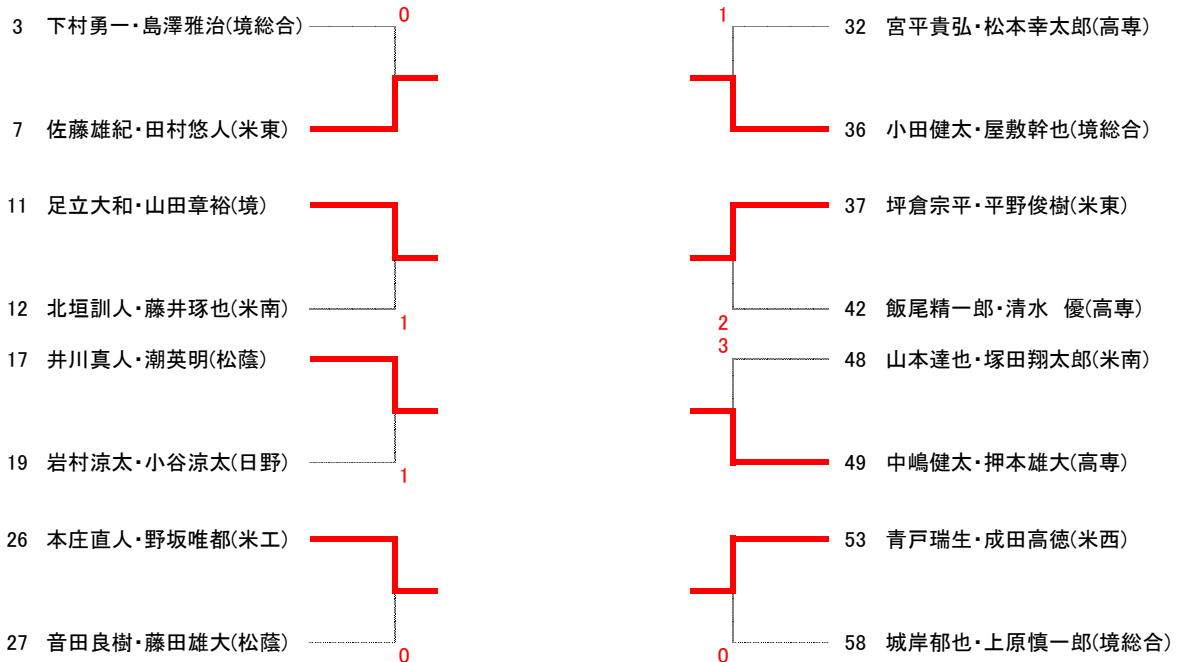 0
3 下村勇一・島澤雅治(境総合)
7 佐藤雄紀・田村悠人(米東)
11 足立大和・山田章裕(境)
12 北垣訓人・藤井琢也(米南)
1
17 井川真人・潮英明(松蔭)
19 岩村涼太・小谷涼太(日野)
1
26 本庄直人・野坂唯都(米工)
27 音田良樹・藤田雄大(松蔭)
0
1
32 宮平貴弘・松本幸太郎(高専)
36 小田健太・屋敷幹也(境総合)
37 坪倉宗平・平野俊樹(米東)
42 飯尾精一郎・清水　優(高専)
2
3
48 山本達也・塚田翔太郎(米南)
49 中嶋健太・押本雄大(高専)
53 青戸瑞生・成田高徳(米西)
58 城岸郁也・上原慎一郎(境総合)
0